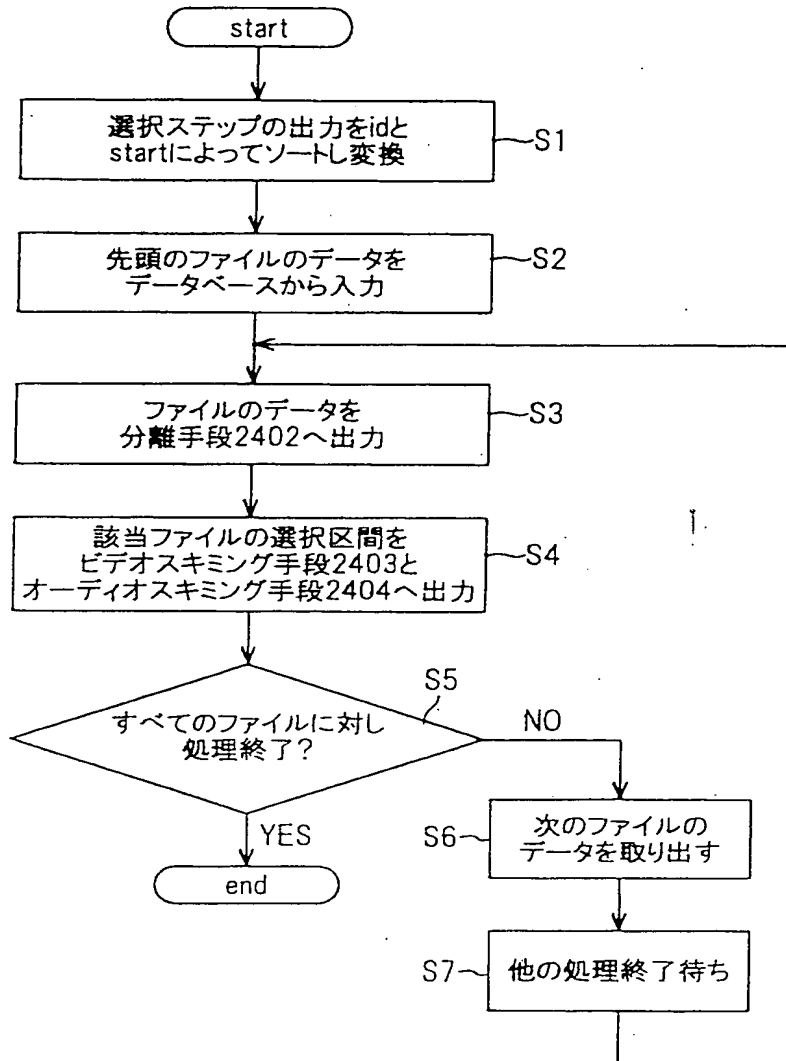 start
選択ステップの出力をidと
startによってソートし変換
S1
先頭のファイルのデータを
データベースから入力
S2
ファイルのデータを
分離手段2402へ出力
S3
該当ファイルの選択区間を
ビデオスキミング手段2403と
オーディオスキミング手段2404へ出力
S4
すべてのファイルに対し
処理終了?
S5
NO
YES
end
次のファイルの
データを取り出す
S6
他の処理終了待ち
S7